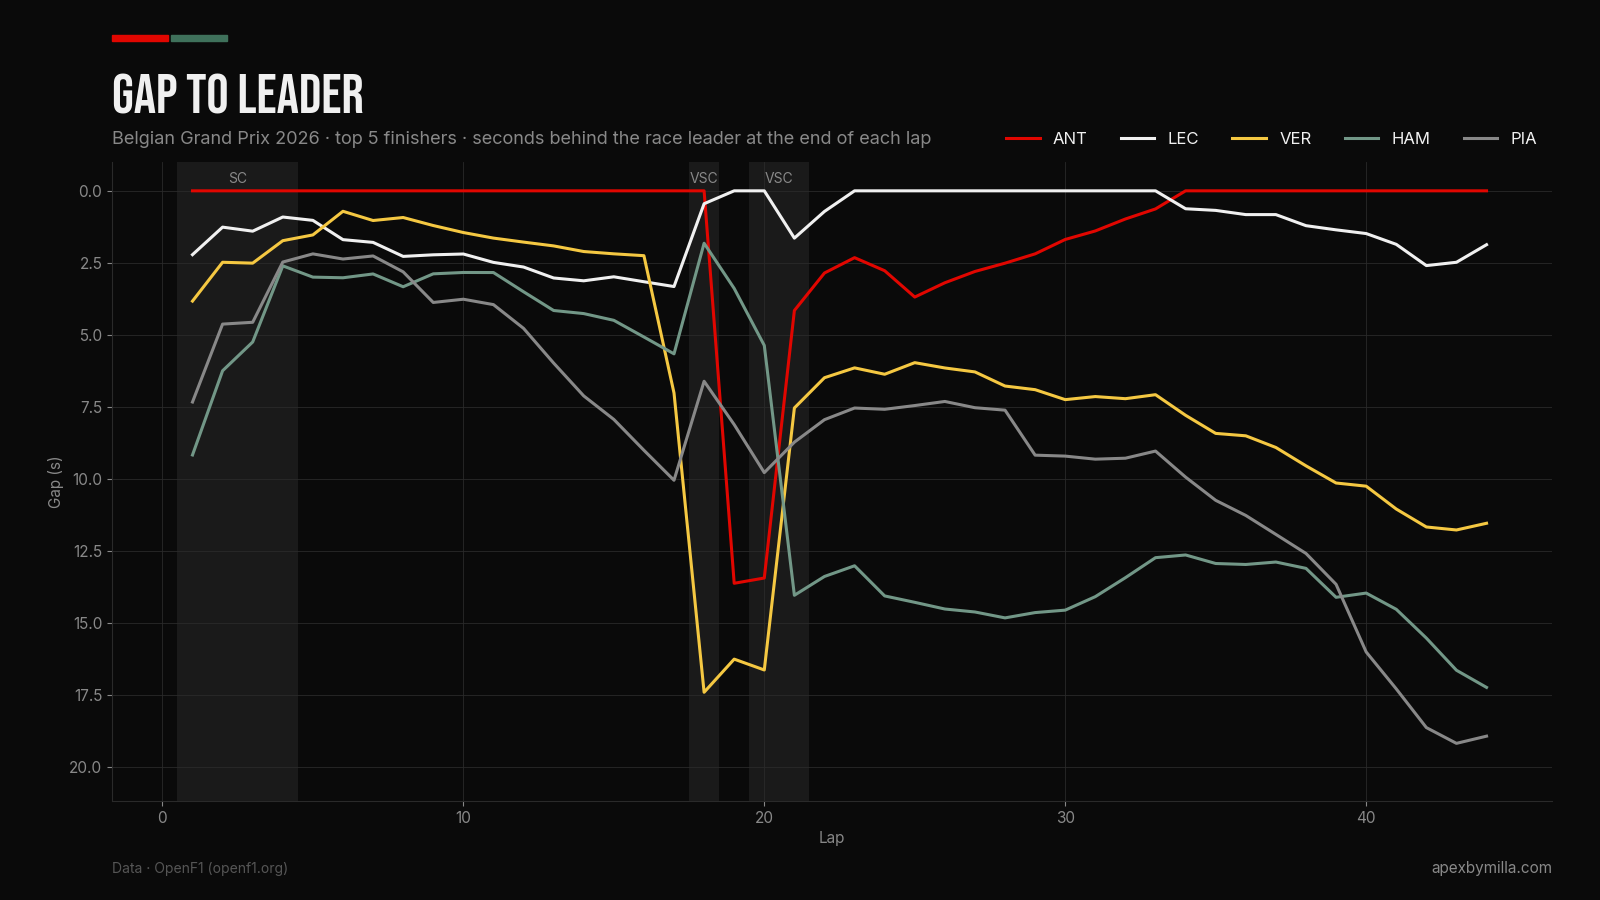 GAP TO LEADER
Belgian Grand Prix 2026 · top 5 finishers · seconds behind the race leader at the end of each lap
ANT LEC VER HAM PIA
SC VSC VSC
0.0
2.5
5.0
7.5
10.0
12.5
15.0
17.5
20.0
Gap (s)
0 10 20 30 40
Lap
Data · OpenF1 (openf1.org)
apexbymilla.com